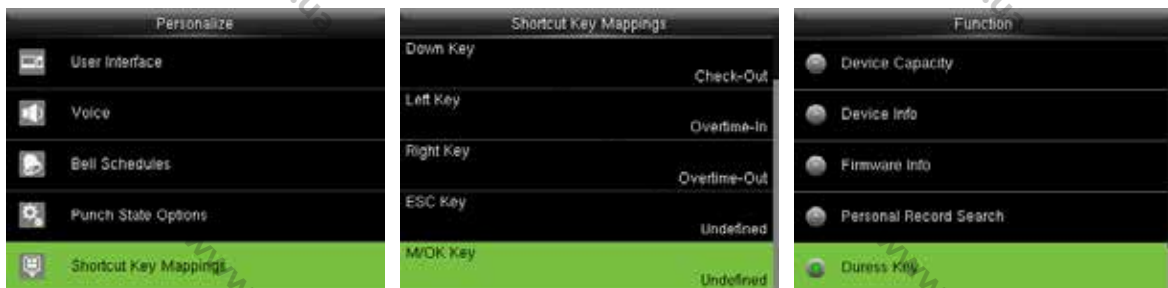 Personalize
User Interface
Voice
Bell Schedules
Punch State Options
Shortcut Key Mappings
Shortcut Key Mappings
Down Key
Check-Out
Left Key
Overtime-In
Right Key
Overtime-Out
ESC Key
Undefined
M/OK Key
Undefined
Function
Device Capacity
Device Info
Firmware Info
Personal Record Search
Duress Key